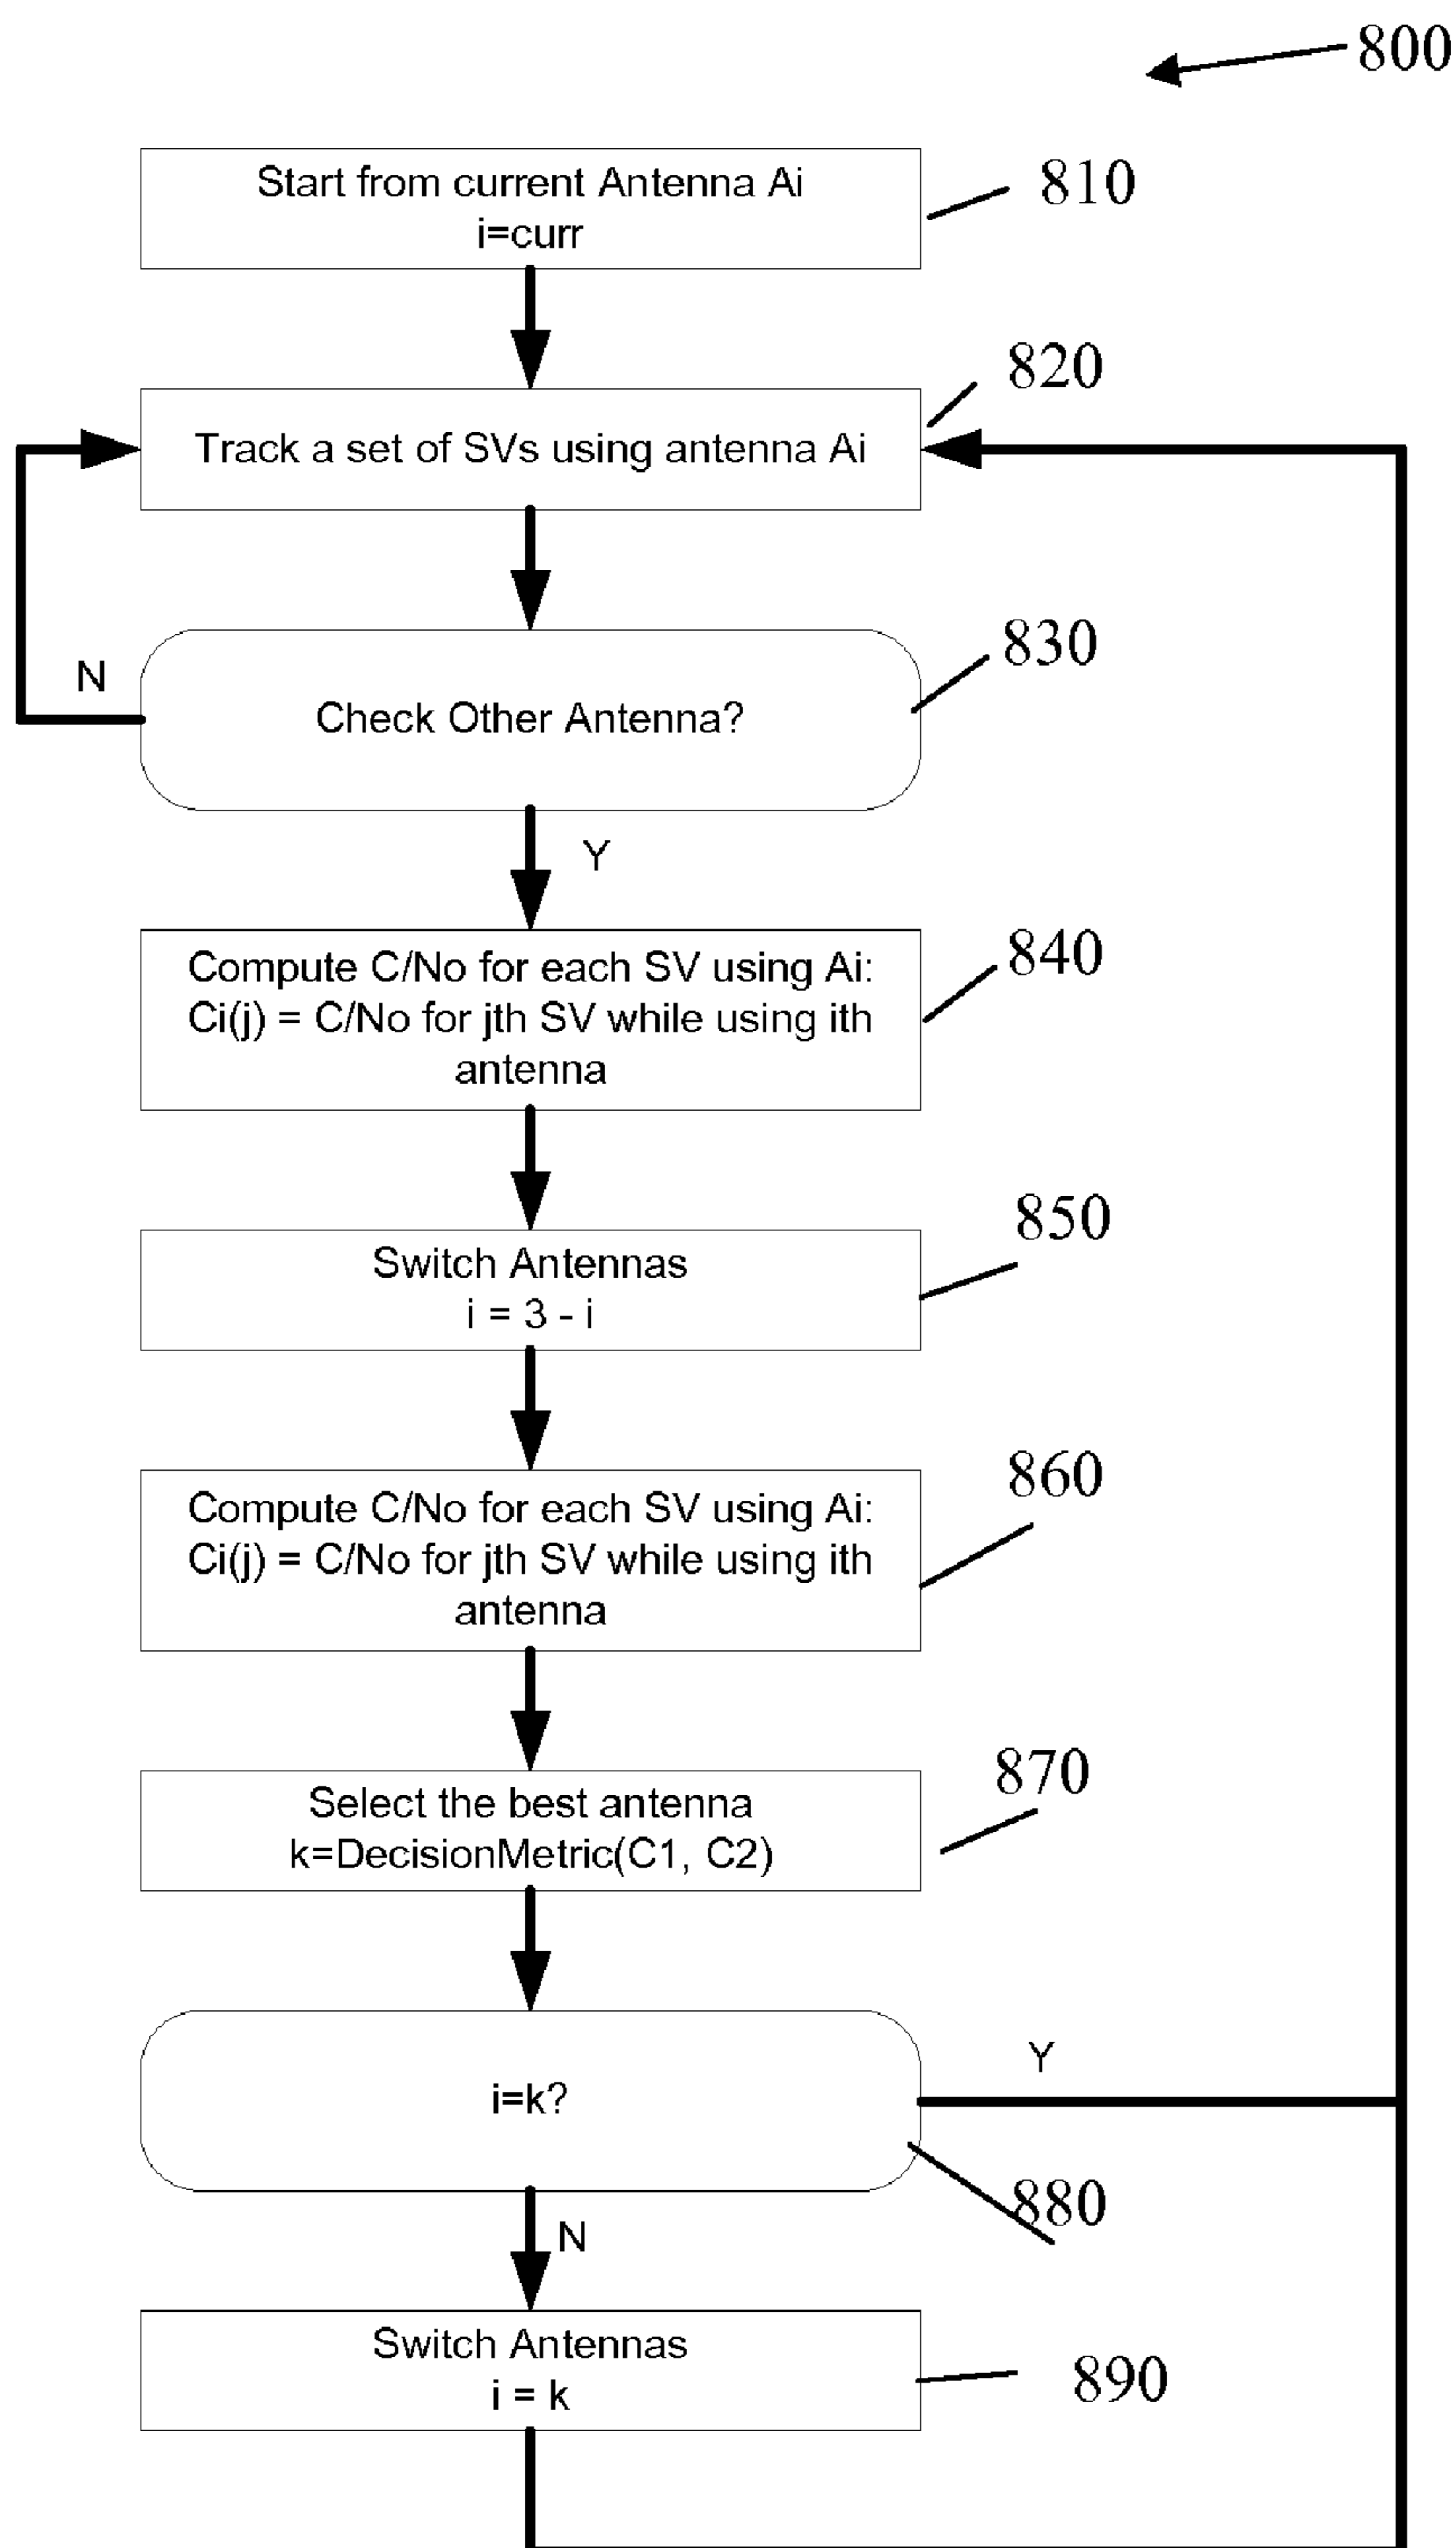 800
Start from current Antenna Ai
i=curr
810
820
Track a set of SVs using antenna Ai
830
N
Check Other Antenna?
Y
840
Compute C/No for each SV using Ai:
Ci(j) = C/No for jth SV while using ith
antenna
850
Switch Antennas
i = 3 - i
860
Compute C/No for each SV using Ai:
Ci(j) = C/No for jth SV while using ith
antenna
870
Select the best antenna
k=DecisionMetric(C1, C2)
Y
i=k?
880
N
Switch Antennas
i = k
890